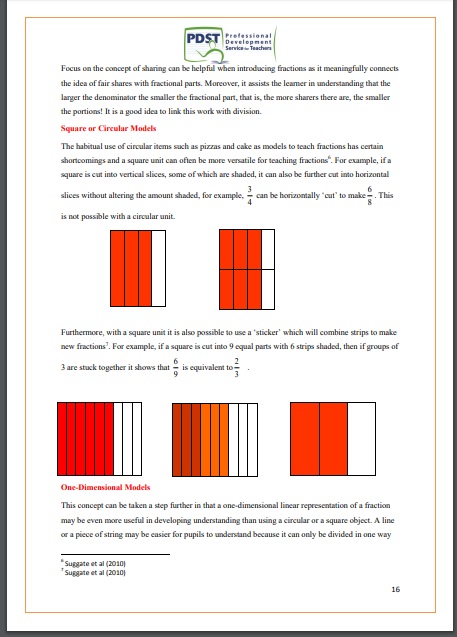 PDST Professional
Development
Service for Teachers
Focus on the concept of sharing can be helpful when introducing fractions as it meaningfully connects
the idea of fair shares with fractional parts. Moreover, it assists the learner in understanding that the
larger the denominator the smaller the fractional part, that is, the more sharers there are, the smaller
the portions! It is a good idea to link this work with division.
Square or Circular Models
The habitual use of circular items such as pizzas and cake as models to teach fractions has certain
shortcomings and a square unit can often be more versatile for teaching fractions⁶. For example, if a
square is cut into vertical slices, some of which are shaded, it can also be further cut into horizontal
slices without altering the amount shaded, for example, 3/4 can be horizontally ‘cut’ to make 6/8. This
is not possible with a circular unit.
Furthermore, with a square unit it is also possible to use a ‘sticker’ which will combine strips to make
new fractions⁷. For example, if a square is cut into 9 equal parts with 6 strips shaded, then if groups of
3 are stuck together it shows that 6/9 is equivalent to 2/3 .
One-Dimensional Models
This concept can be taken a step further in that a one-dimensional linear representation of a fraction
may be even more useful in developing understanding than using a circular or a square object. A line
or a piece of string may be easier for pupils to understand because it can only be divided in one way
⁶ Suggate et al (2010)
⁷ Suggate et al (2010)
16